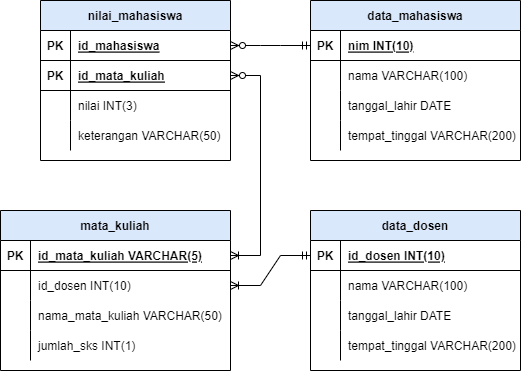 nilai_mahasiswa
PK id_mahasiswa
PK id_mata_kuliah
nilai INT(3)
keterangan VARCHAR(50)
data_mahasiswa
PK nim INT(10)
nama VARCHAR(100)
tanggal_lahir DATE
tempat_tinggal VARCHAR(200)
mata_kuliah
PK id_mata_kuliah VARCHAR(5)
id_dosen INT(10)
nama_mata_kuliah VARCHAR(50)
jumlah_sks INT(1)
data_dosen
PK id_dosen INT(10)
nama VARCHAR(100)
tanggal_lahir DATE
tempat_tinggal VARCHAR(200)